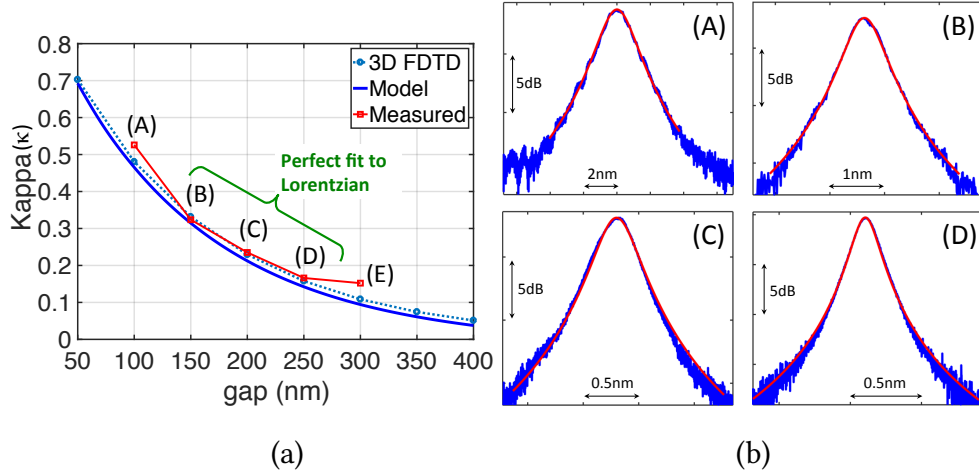 0.8
0.7
0.6
0.5
0.4
0.3
0.2
0.1
0
Kappa(κ)
50 100 150 200 250 300 350 400
gap (nm)
3D FDTD
Model
Measured
(A)
(B)
(C)
(D)
(E)
Perfect fit to
Lorentzian
(a)
(A)
5dB
2nm
(B)
5dB
1nm
(C)
5dB
0.5nm
(D)
5dB
0.5nm
(b)